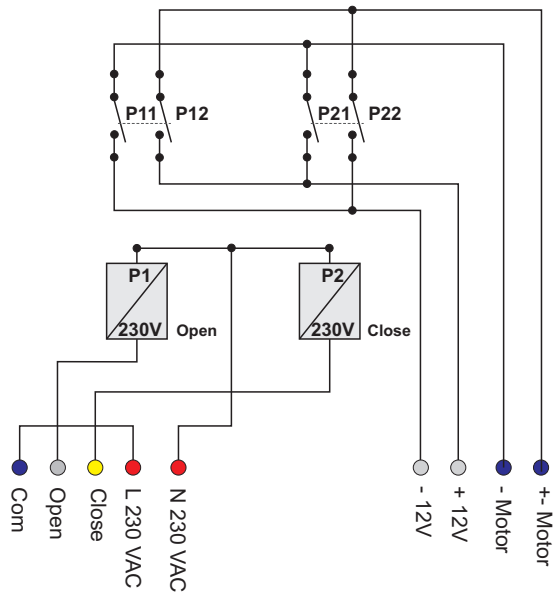 P11 P12 P21 P22
P1
230V
Open
P2
230V
Close
Com
Open
Close
L 230 VAC
N 230 VAC
- 12V
+ 12V
- Motor
+- Motor